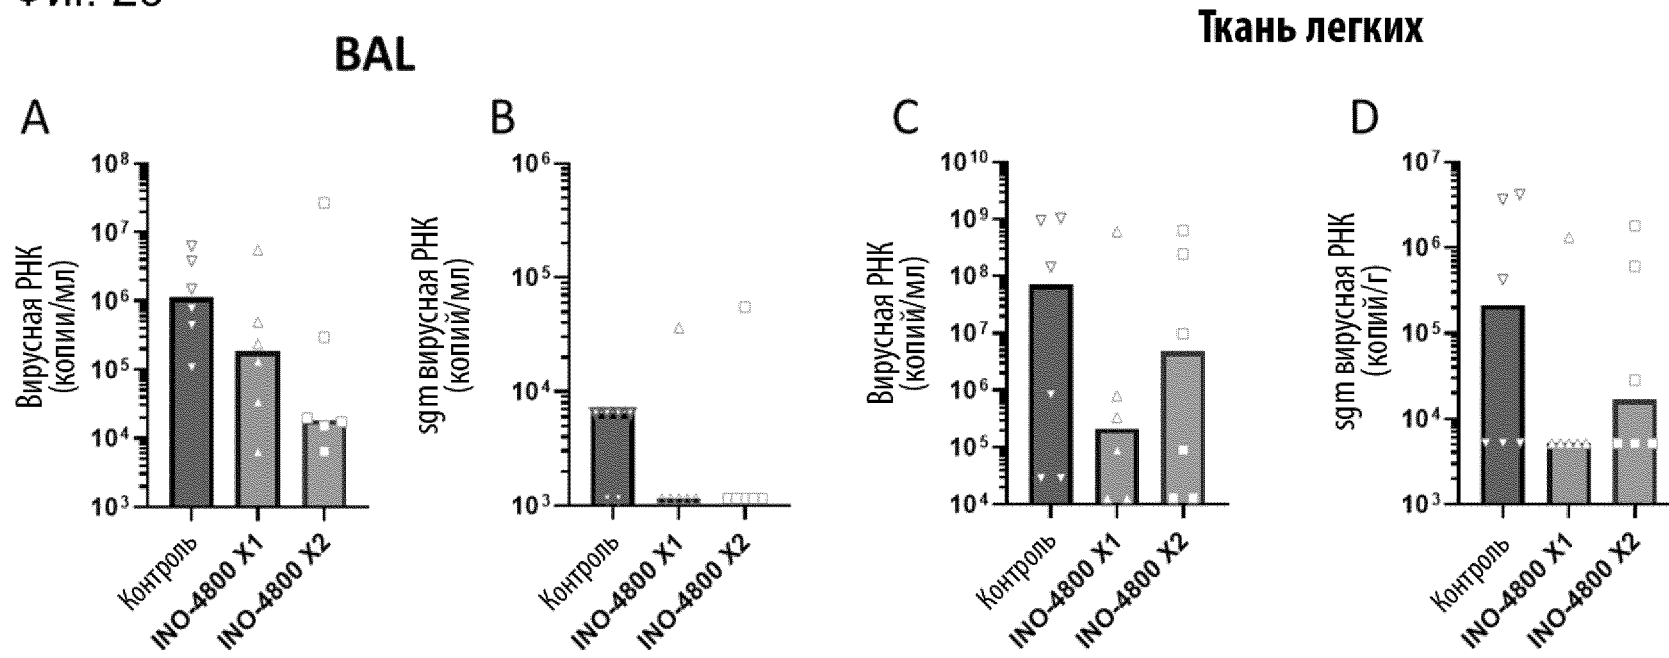 BAL
Ткань легких
A
Вирусная РНК
(копии/мл)
10⁸
10⁷
10⁶
10⁵
10⁴
10³
Контроль
INO-4800 X1
INO-4800 X2
B
sgm вирусная РНК
(копий/мл)
10⁶
10⁵
10⁴
10³
Контроль
INO-4800 X1
INO-4800 X2
C
Вирусная РНК
(копий/мл)
10¹⁰
10⁹
10⁸
10⁷
10⁶
10⁵
10⁴
Контроль
INO-4800 X1
INO-4800 X2
D
sgm вирусная РНК
(копий/г)
10⁷
10⁶
10⁵
10⁴
10³
Контроль
INO-4800 X1
INO-4800 X2